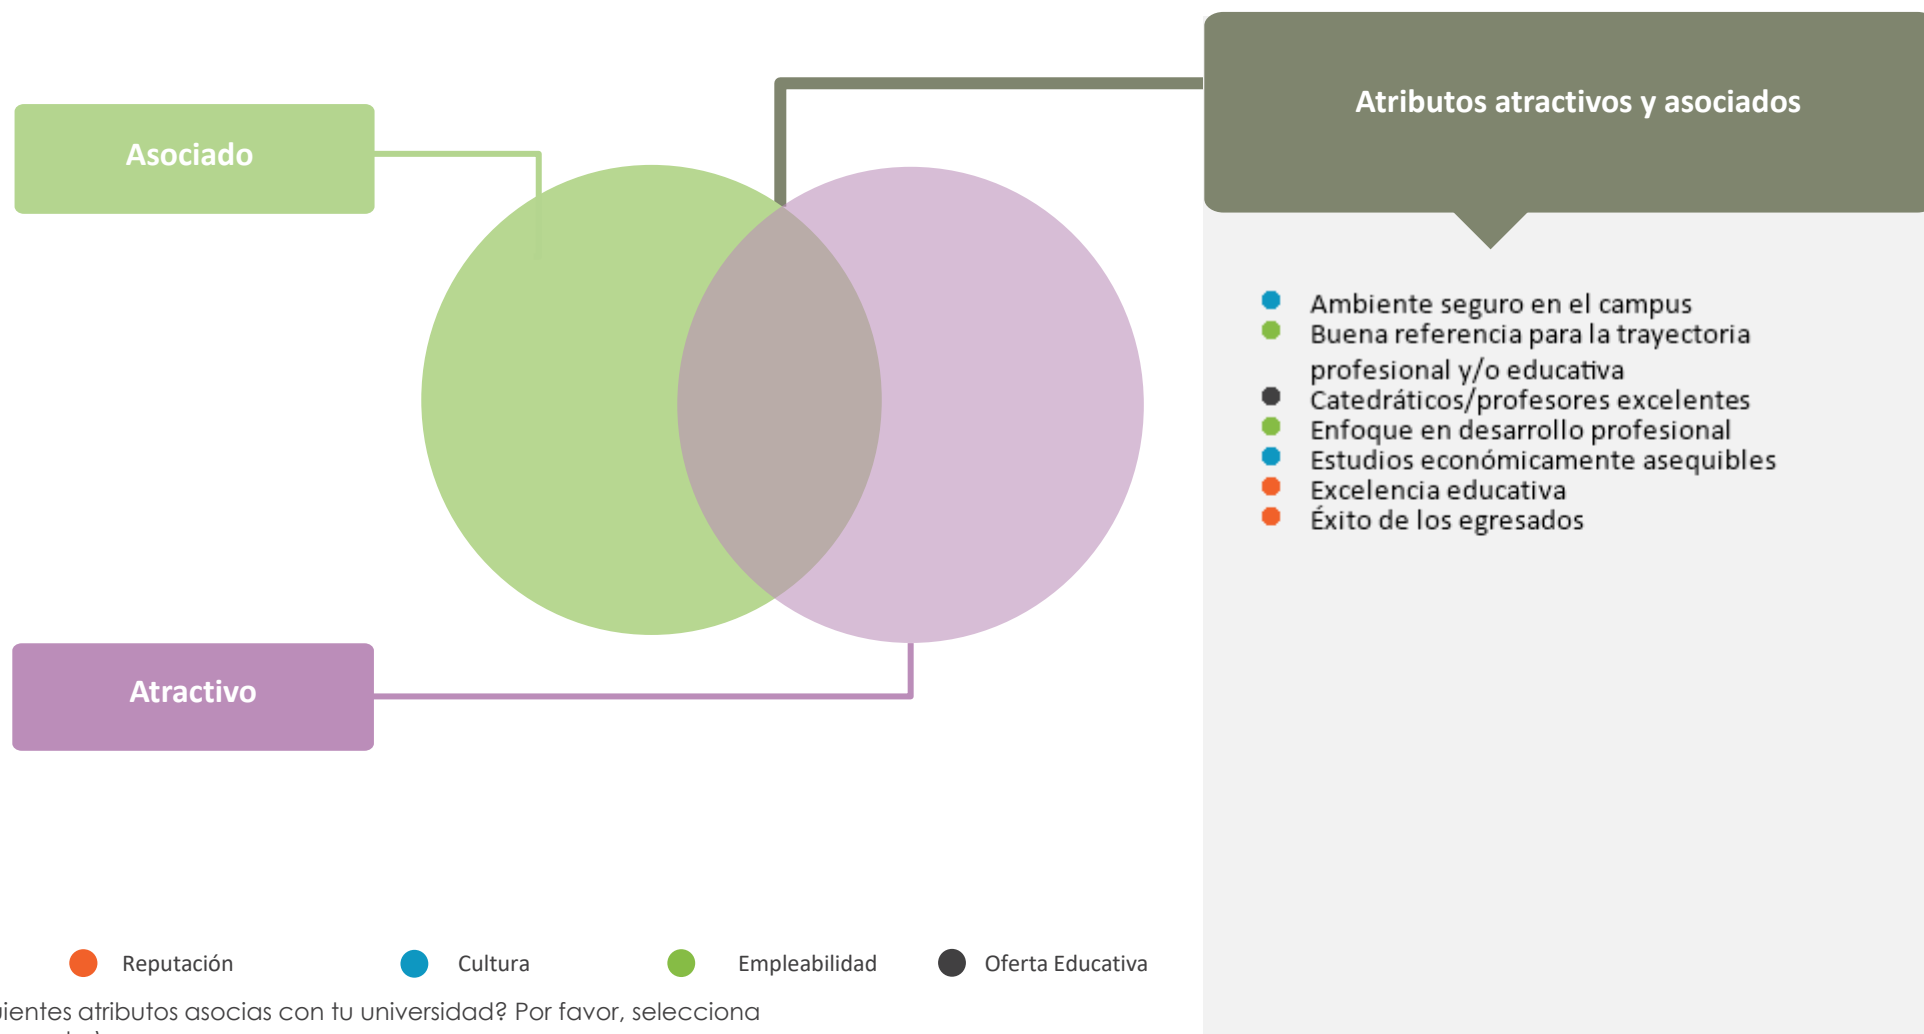 Atributos atractivos y asociados
Asociado
Ambiente seguro en el campus
Buena referencia para la trayectoria
profesional y/o educativa
Catedráticos/profesores excelentes
Enfoque en desarrollo profesional
Estudios económicamente asequibles
Excelencia educativa
Éxito de los egresados
Atractivo
Reputación
Cultura
Empleabilidad
Oferta Educativa
atributos asocias con tu universidad? Por favor, selecciona